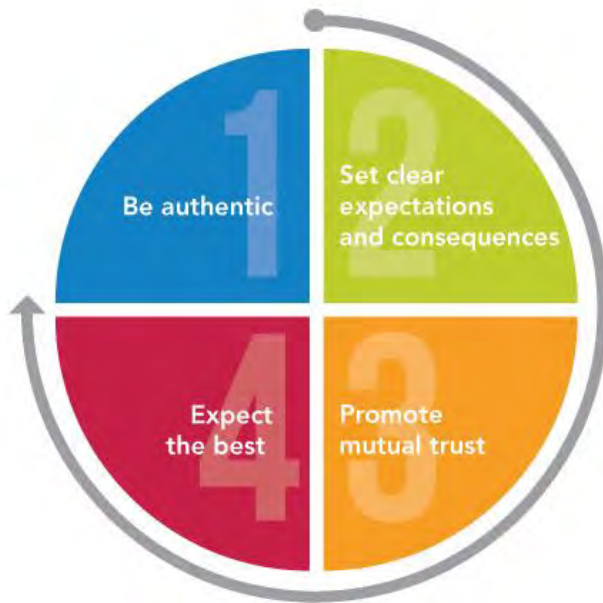 1
Be authentic
2
Set clear
expectations
and consequences
3
Promote
mutual trust
4
Expect
the best